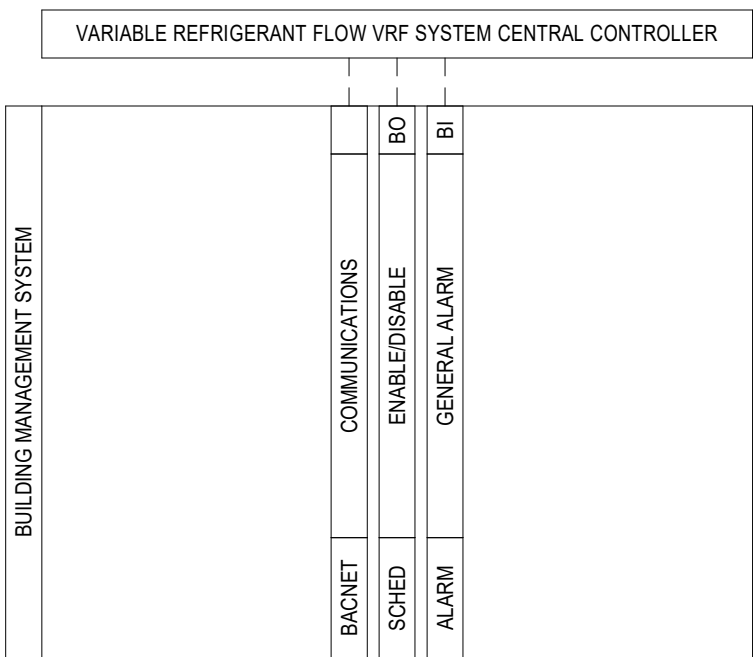 VARIABLE REFRIGERANT FLOW VRF SYSTEM CENTRAL CONTROLLER
BUILDING MANAGEMENT SYSTEM
COMMUNICATIONS
BACNET
BO
ENABLE/DISABLE
SCHED
BI
GENERAL ALARM
ALARM